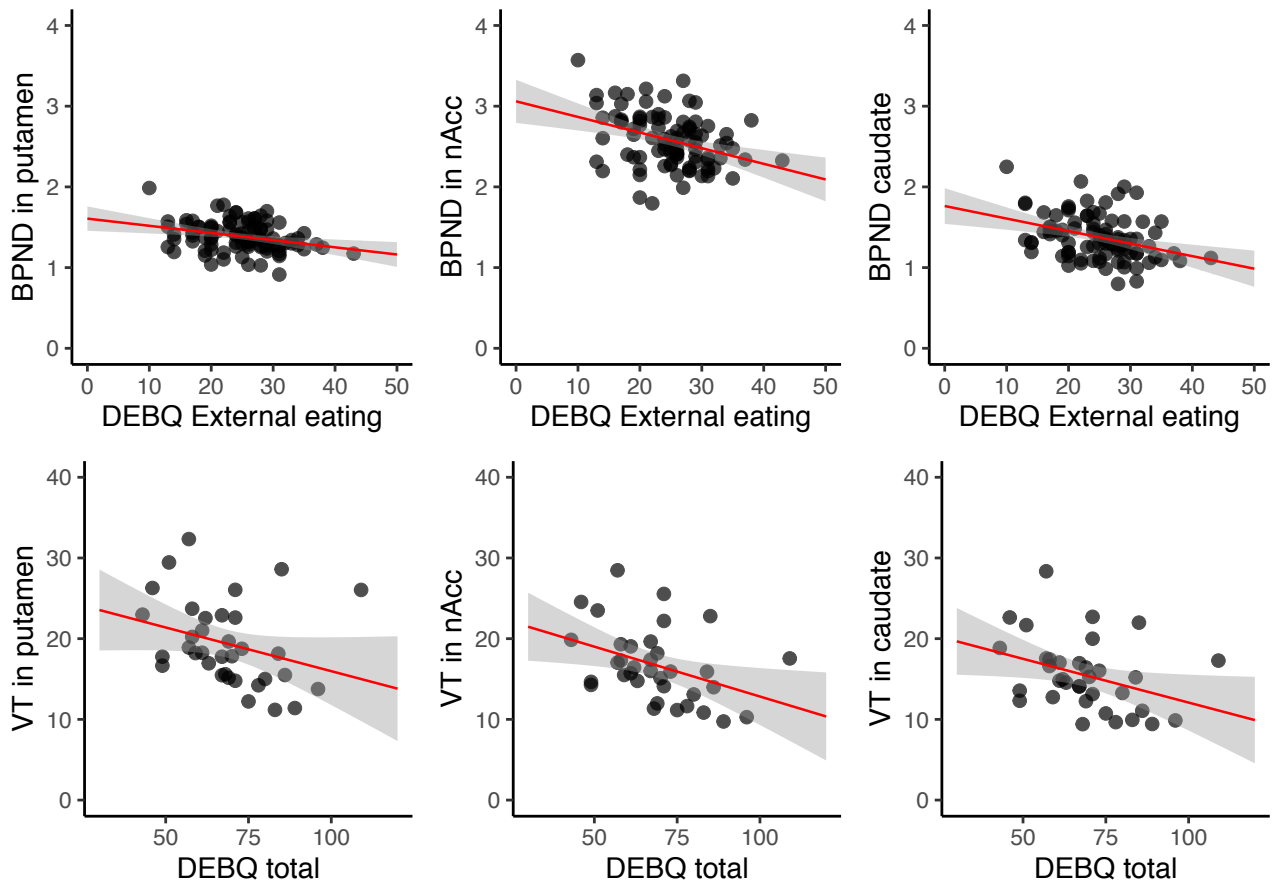 BPND in putamen
4
3
2
1
0
0 10 20 30 40 50
DEBQ External eating
BPND in nAcc
4
3
2
1
0
0 10 20 30 40 50
DEBQ External eating
BPND caudate
4
3
2
1
0
0 10 20 30 40 50
DEBQ External eating
VT in putamen
40
30
20
10
0
50 75 100
DEBQ total
VT in nAcc
40
30
20
10
0
50 75 100
DEBQ total
VT in caudate
40
30
20
10
0
50 75 100
DEBQ total